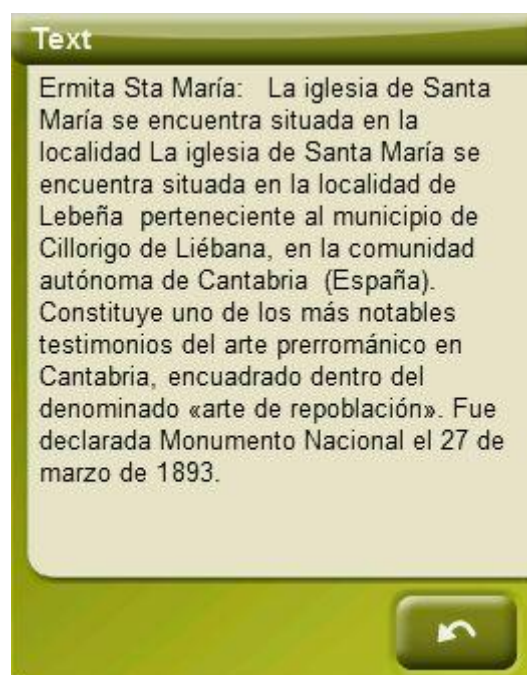 Text
Ermita Sta María:   La iglesia de Santa
María se encuentra situada en la
localidad La iglesia de Santa María se
encuentra situada en la localidad de
Lebeña  perteneciente al municipio de
Cillorigo de Liébana, en la comunidad
autónoma de Cantabria  (España).
Constituye uno de los más notables
testimonios del arte prerrománico en
Cantabria, encuadrado dentro del
denominado «arte de repoblación». Fue
declarada Monumento Nacional el 27 de
marzo de 1893.